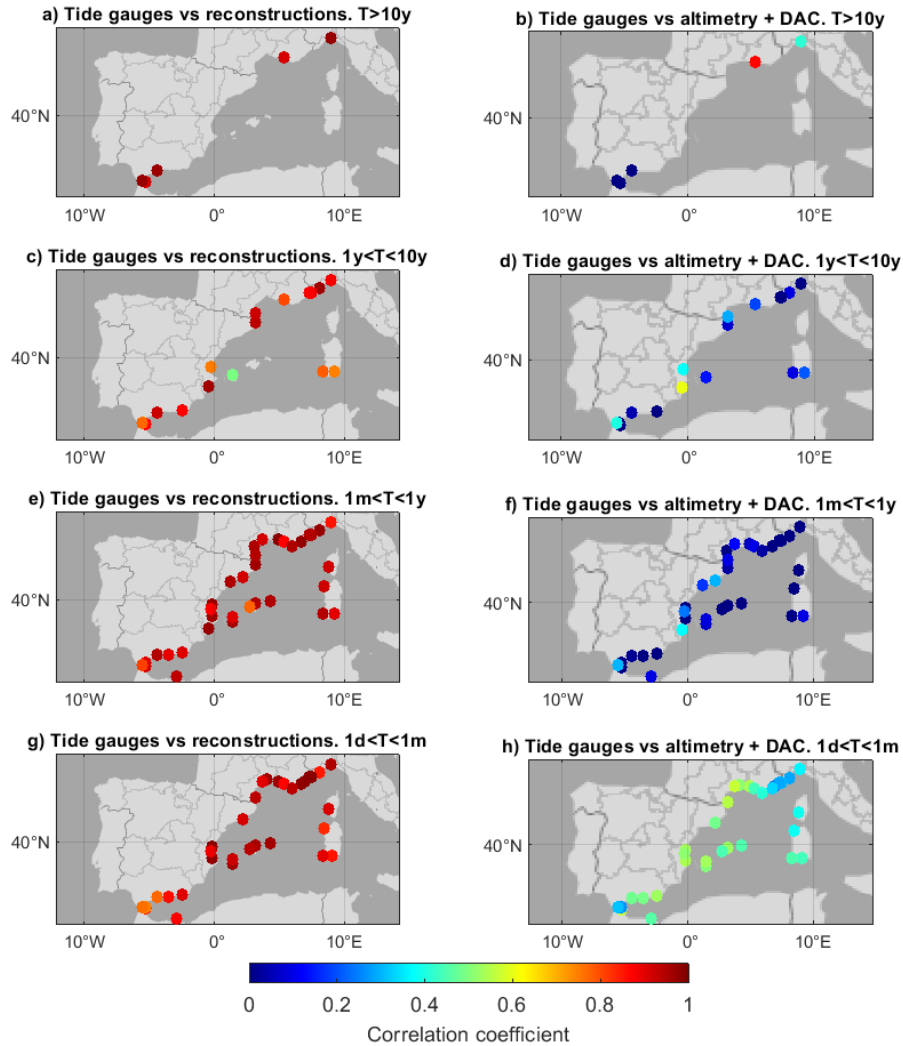 a) Tide gauges vs reconstructions. T>10y
b) Tide gauges vs altimetry + DAC. T>10y
40°N
40°N
10°W 0° 10°E
10°W 0° 10°E
c) Tide gauges vs reconstructions. 1y<T<10y
d) Tide gauges vs altimetry + DAC. 1y<T<10y
40°N
40°N
10°W 0° 10°E
10°W 0° 10°E
e) Tide gauges vs reconstructions. 1m<T<1y
f) Tide gauges vs altimetry + DAC. 1m<T<1y
40°N
40°N
10°W 0° 10°E
10°W 0° 10°E
g) Tide gauges vs reconstructions. 1d<T<1m
h) Tide gauges vs altimetry + DAC. 1d<T<1m
40°N
40°N
10°W 0° 10°E
10°W 0° 10°E
0 0.2 0.4 0.6 0.8 1
Correlation coefficient